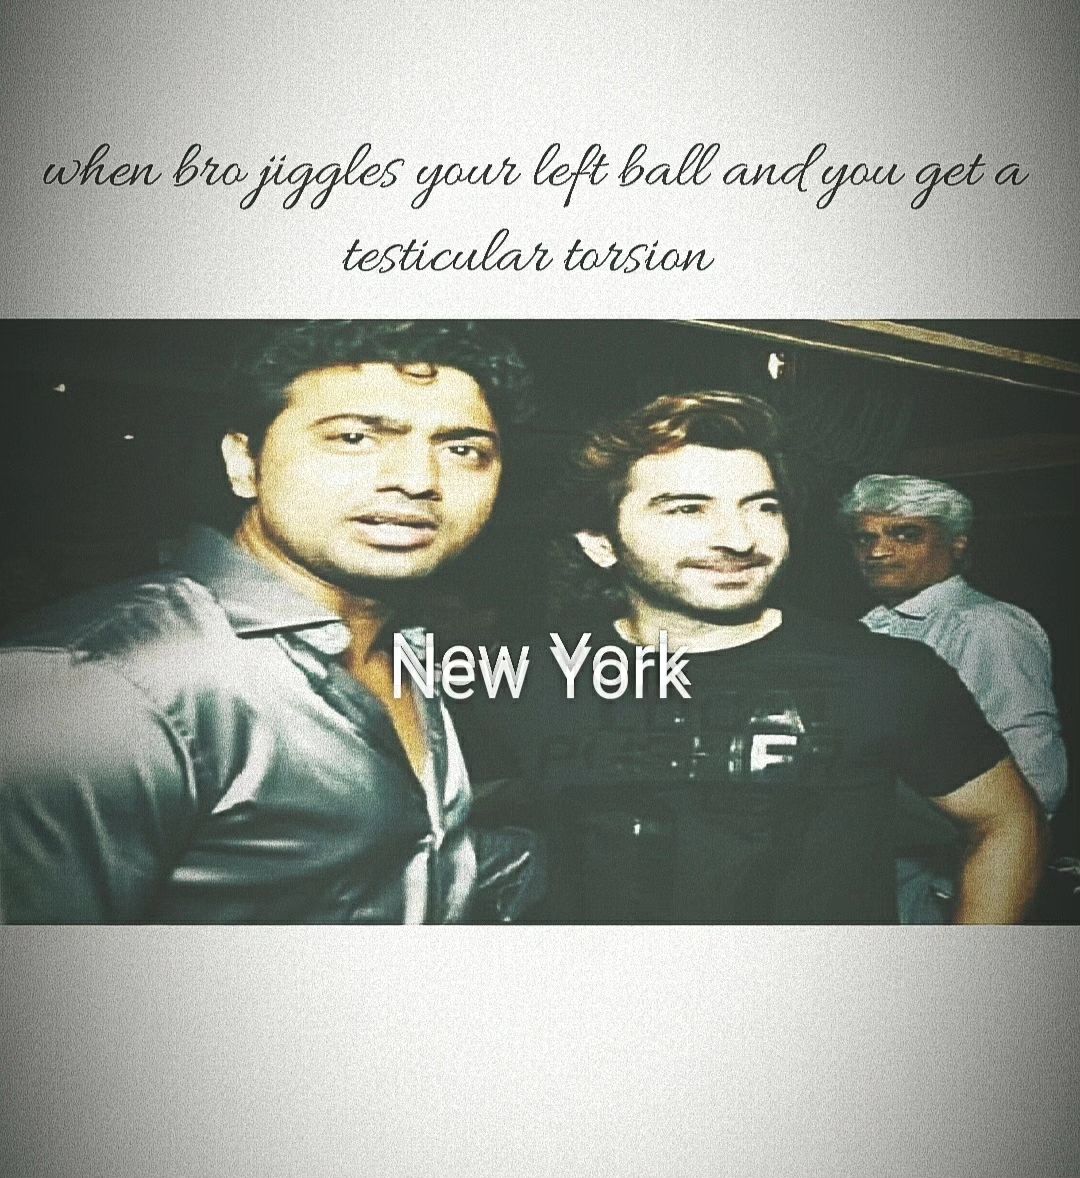 when bro jiggles your left ball and you get a
testicular torsion
New York